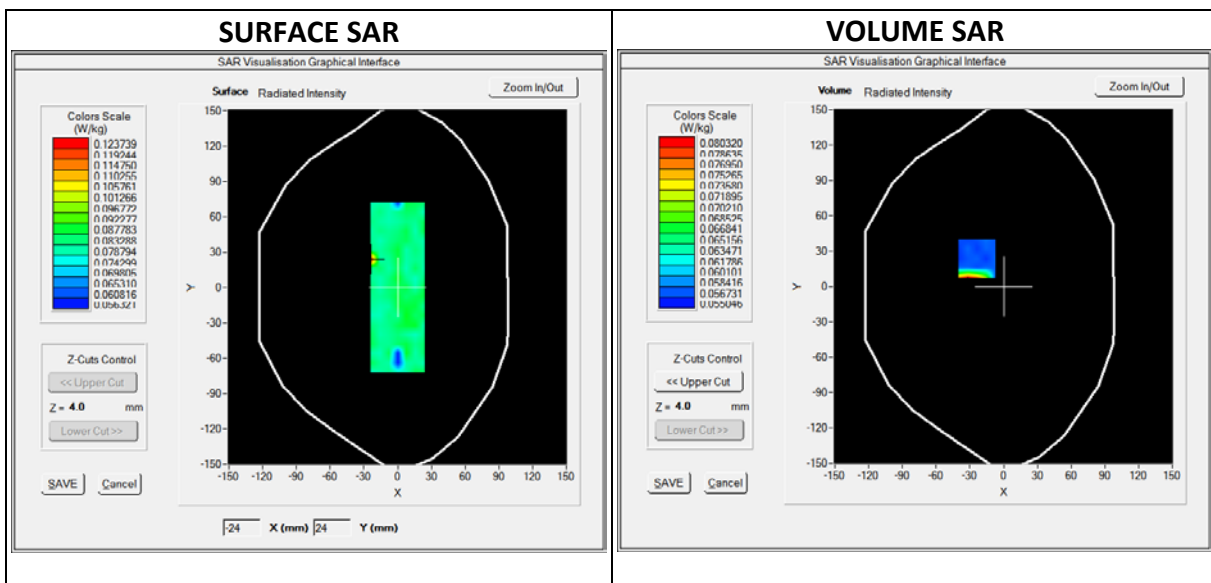 SURFACE SAR
SAR Visualisation Graphical Interface
Surface Radiated Intensity
Zoom In/Out
Colors Scale
(W/kg)
0.123739
0.119244
0.114750
0.110255
0.105761
0.101266
0.096772
0.092277
0.087783
0.083288
0.078794
0.074299
0.069805
0.065310
0.060816
0.056321
150
120
90
60
30
0
-30
-60
-90
-120
-150
Y
-150 -120 -90 -60 -30 0 30 60 90 120 150
X
Z-Cuts Control
<< Upper Cut
Z = 4.0 mm
Lower Cut >>
SAVE Cancel
-24 X (mm) 24 Y (mm)
VOLUME SAR
SAR Visualisation Graphical Interface
Volume Radiated Intensity
Zoom In/Out
Colors Scale
(W/kg)
0.080320
0.078635
0.076950
0.075265
0.073580
0.071895
0.070210
0.068525
0.066841
0.065156
0.063471
0.061786
0.060101
0.058416
0.056731
0.055046
150
120
90
60
30
0
-30
-60
-90
-120
-150
Y
-150 -120 -90 -60 -30 0 30 60 90 120 150
X
Z-Cuts Control
<< Upper Cut
Z = 4.0 mm
Lower Cut >>
SAVE Cancel